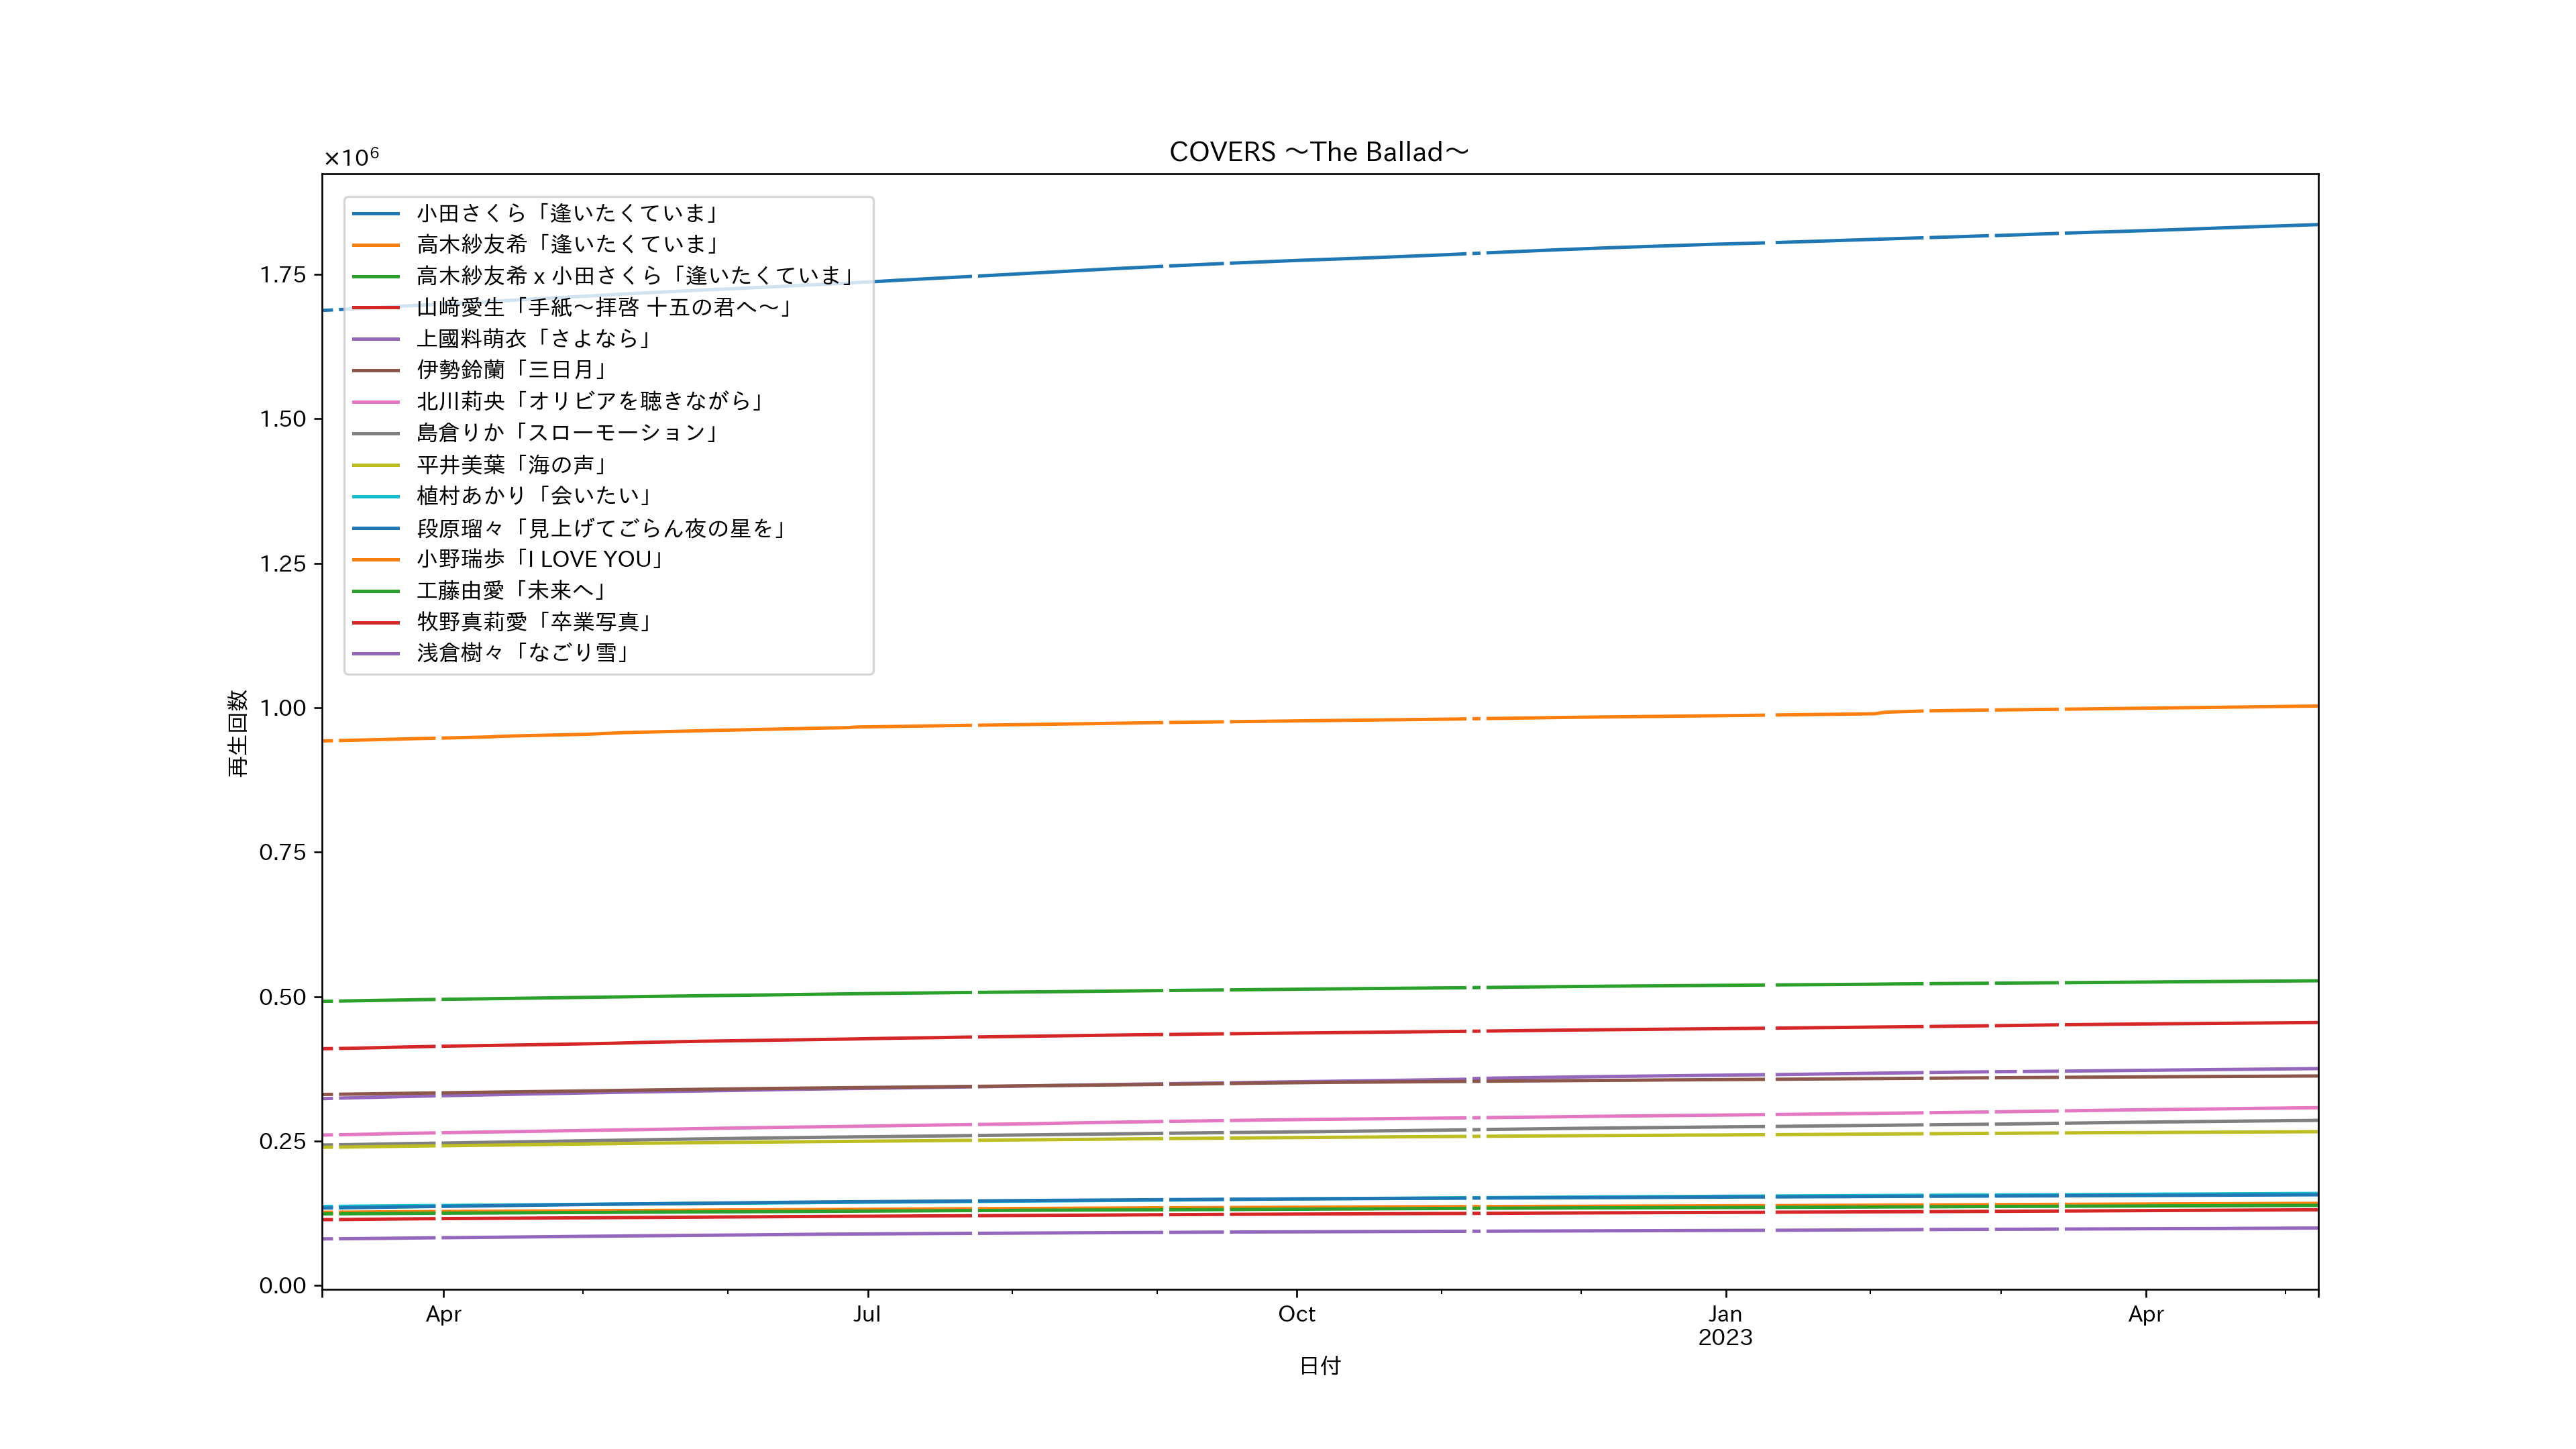 COVERS ～The Ballad～
×10⁶
1.75
1.50
1.25
1.00
0.75
0.50
0.25
0.00
再生回数
小田さくら「逢いたくていま」
高木紗友希「逢いたくていま」
高木紗友希 x 小田さくら「逢いたくていま」
山﨑愛生「手紙～拝啓 十五の君へ～」
上國料萌衣「さよなら」
伊勢鈴蘭「三日月」
北川莉央「オリビアを聴きながら」
島倉りか「スローモーション」
平井美葉「海の声」
植村あかり「会いたい」
段原瑠々「見上げてごらん夜の星を」
小野瑞歩「I LOVE YOU」
工藤由愛「未来へ」
牧野真莉愛「卒業写真」
浅倉樹々「なごり雪」
Apr Jul Oct Jan Apr
2023
日付